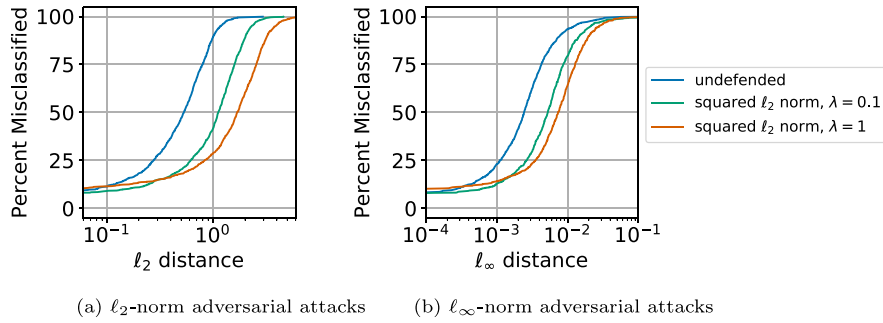 Percent Misclassified
100
75
50
25
0
10⁻¹
10⁰
ℓ₂ distance
(a) ℓ₂-norm adversarial attacks
Percent Misclassified
100
75
50
25
0
10⁻⁴
10⁻³
10⁻²
10⁻¹
ℓ∞ distance
(b) ℓ∞-norm adversarial attacks
undefended
squared ℓ₂ norm, λ = 0.1
squared ℓ₂ norm, λ = 1